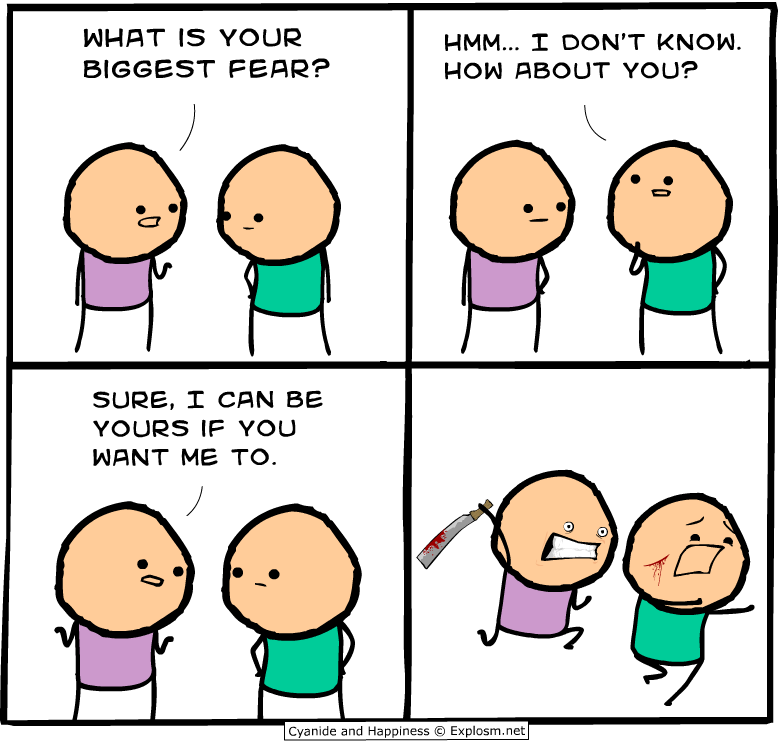 WHAT IS YOUR
BIGGEST FEAR?
HMM... I DON'T KNOW.
HOW ABOUT YOU?
SURE, I CAN BE
YOURS IF YOU
WANT ME TO.
Cyanide and Happiness © Explosm.net